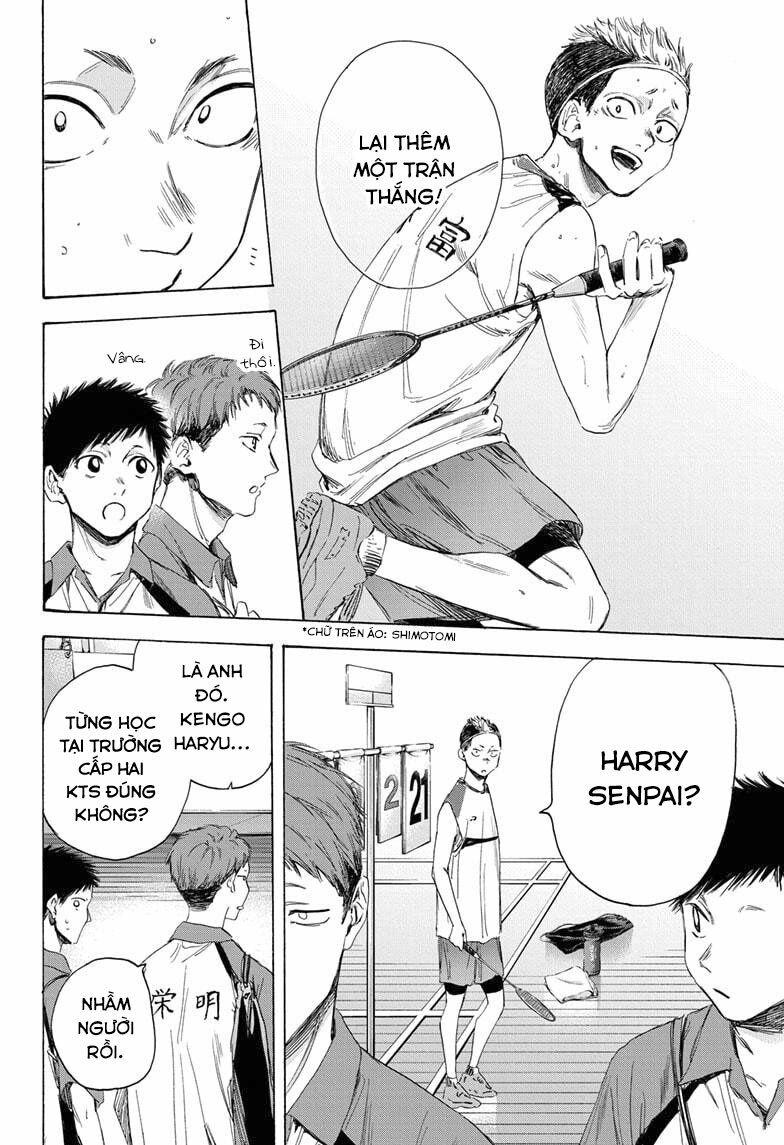 LẠI THÊM
MỘT TRẬN
THẮNG!
富
Vâng.
Đi
thôi.
*CHỮ TRÊN ÁO: SHIMOTOMI
LÀ ANH
ĐÓ.
KENGO
HARYU...
TỪNG HỌC
TẠI TRƯỜNG
CẤP HAI
KTS ĐÚNG
KHÔNG?
NHẦM
NGƯỜI
RỒI.
栄明
2
21
HARRY
SENPAI?